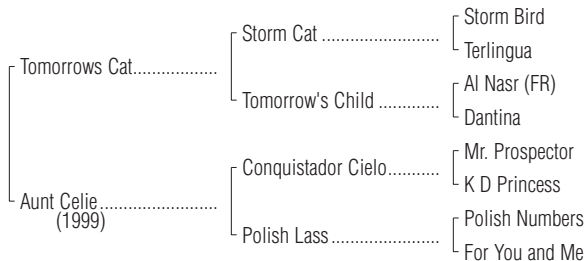 Storm Bird
Storm Cat ........................
Terlingua
Tomorrows Cat.................
Al Nasr (FR)
Tomorrow's Child .............
Dantina
Mr. Prospector
Conquistador Cielo...........
K D Princess
Aunt Celie........................
(1999)
Polish Numbers
Polish Lass ......................
For You and Me